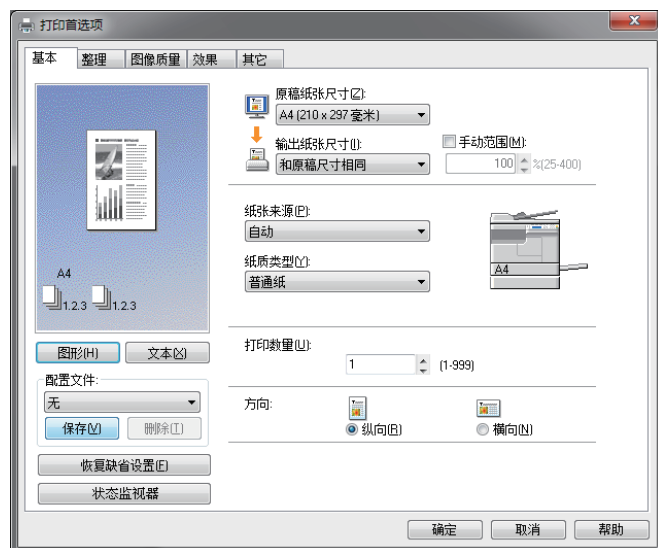 打印首选项
基本 整理 图像质量 效果 其它
原稿纸张尺寸(Z):
A4 (210 x 297 毫米)
输出纸张尺寸(I):
和原稿尺寸相同
手动范围(M):
100 %(25-400)
纸张来源(P):
自动
纸质类型(Y):
普通纸
A4
A4
1.2.3 1.2.3
图形(H) 文本(X)
配置文件:
无
保存(V) 删除(T)
恢复缺省设置(F)
状态监视器
打印数量(U):
1 (1-999)
方向:
纵向(R) 横向(N)
确定 取消 帮助